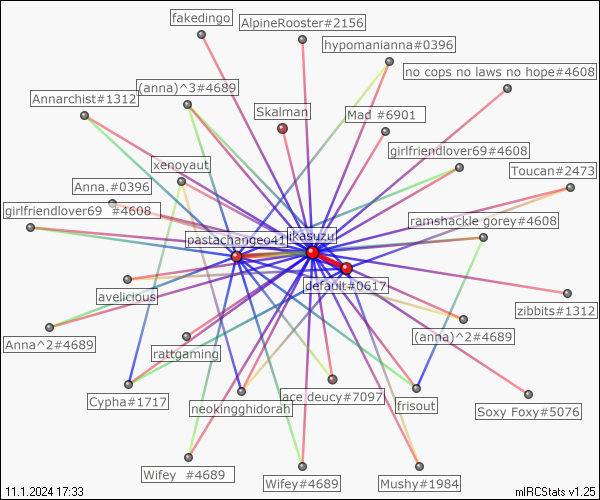 fakedingo
AlpineRooster#2156
hypomanianna#0396
no cops no laws no hope#4608
(anna)^3#4689
Annarchist#1312
Skalman
Mad #6901
girlfriendlover69#4608
xenoyaut
Toucan#2473
Anna.#0396
girlfriendlover69 #4608
ramshackle gorey#4608
ikasuzu
pastachangeo41
default#0617
avelicious
zibbits#1312
Anna^2#4689
(anna)^2#4689
rattgaming
Cypha#1717
neokingghidorah
ace deucy#7097
frisout
Soxy Foxy#5076
Wifey #4689
Wifey#4689
Mushy#1984
11.1.2024 17:33
mIRCStats v1.25